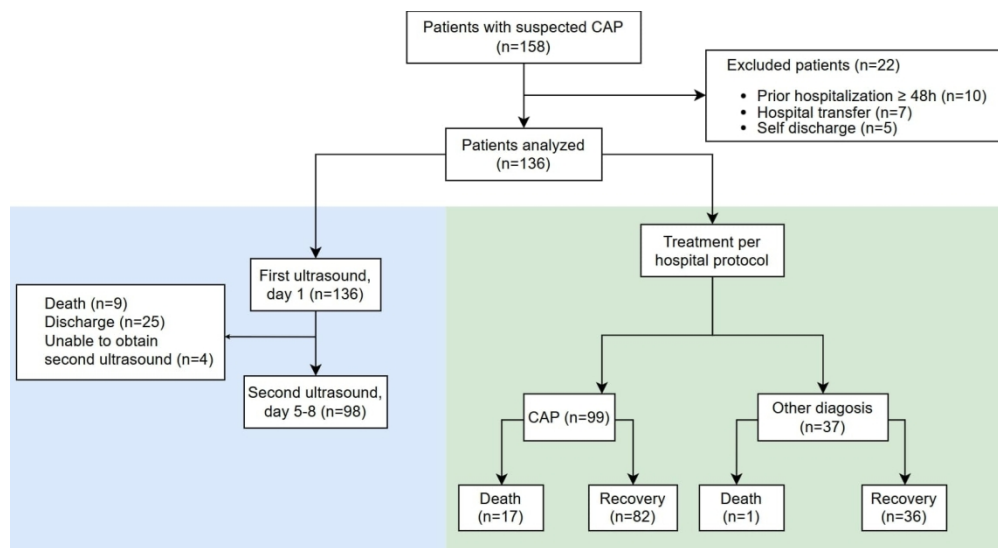 Patients with suspected CAP
(n=158)
Excluded patients (n=22)
• Prior hospitalization ≥ 48h (n=10)
• Hospital transfer (n=7)
• Self discharge (n=5)
Patients analyzed
(n=136)
Treatment per
hospital protocol
First ultrasound,
day 1 (n=136)
Death (n=9)
Discharge (n=25)
Unable to obtain
second ultrasound (n=4)
Second ultrasound,
day 5-8 (n=98)
CAP (n=99)
Other diagosis
(n=37)
Death
(n=17)
Recovery
(n=82)
Death
(n=1)
Recovery
(n=36)